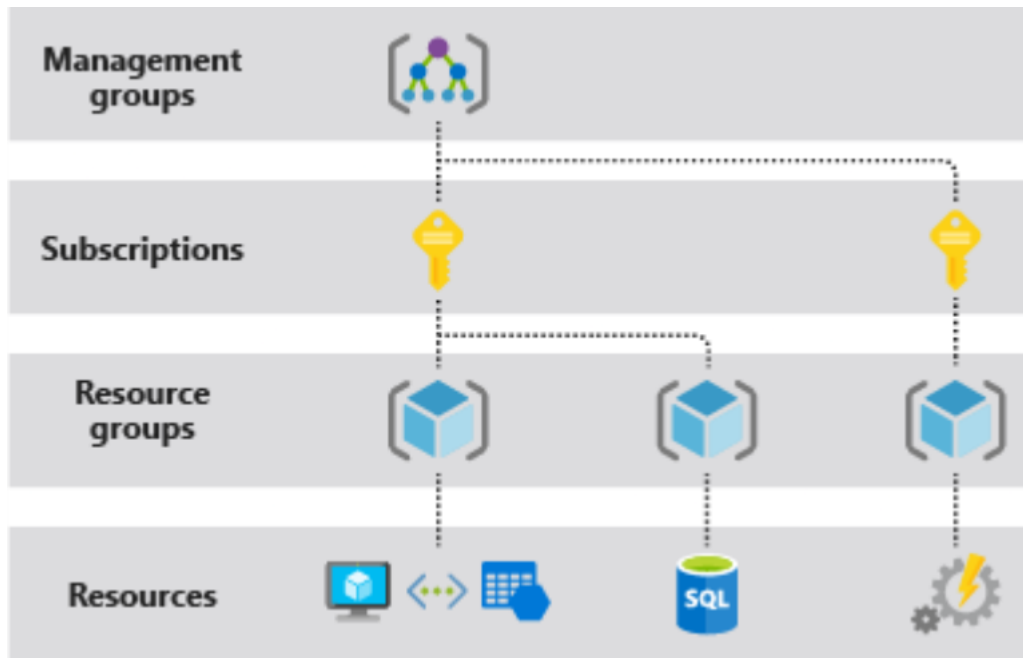 Management
groups
Subscriptions
Resource
groups
Resources
SQL